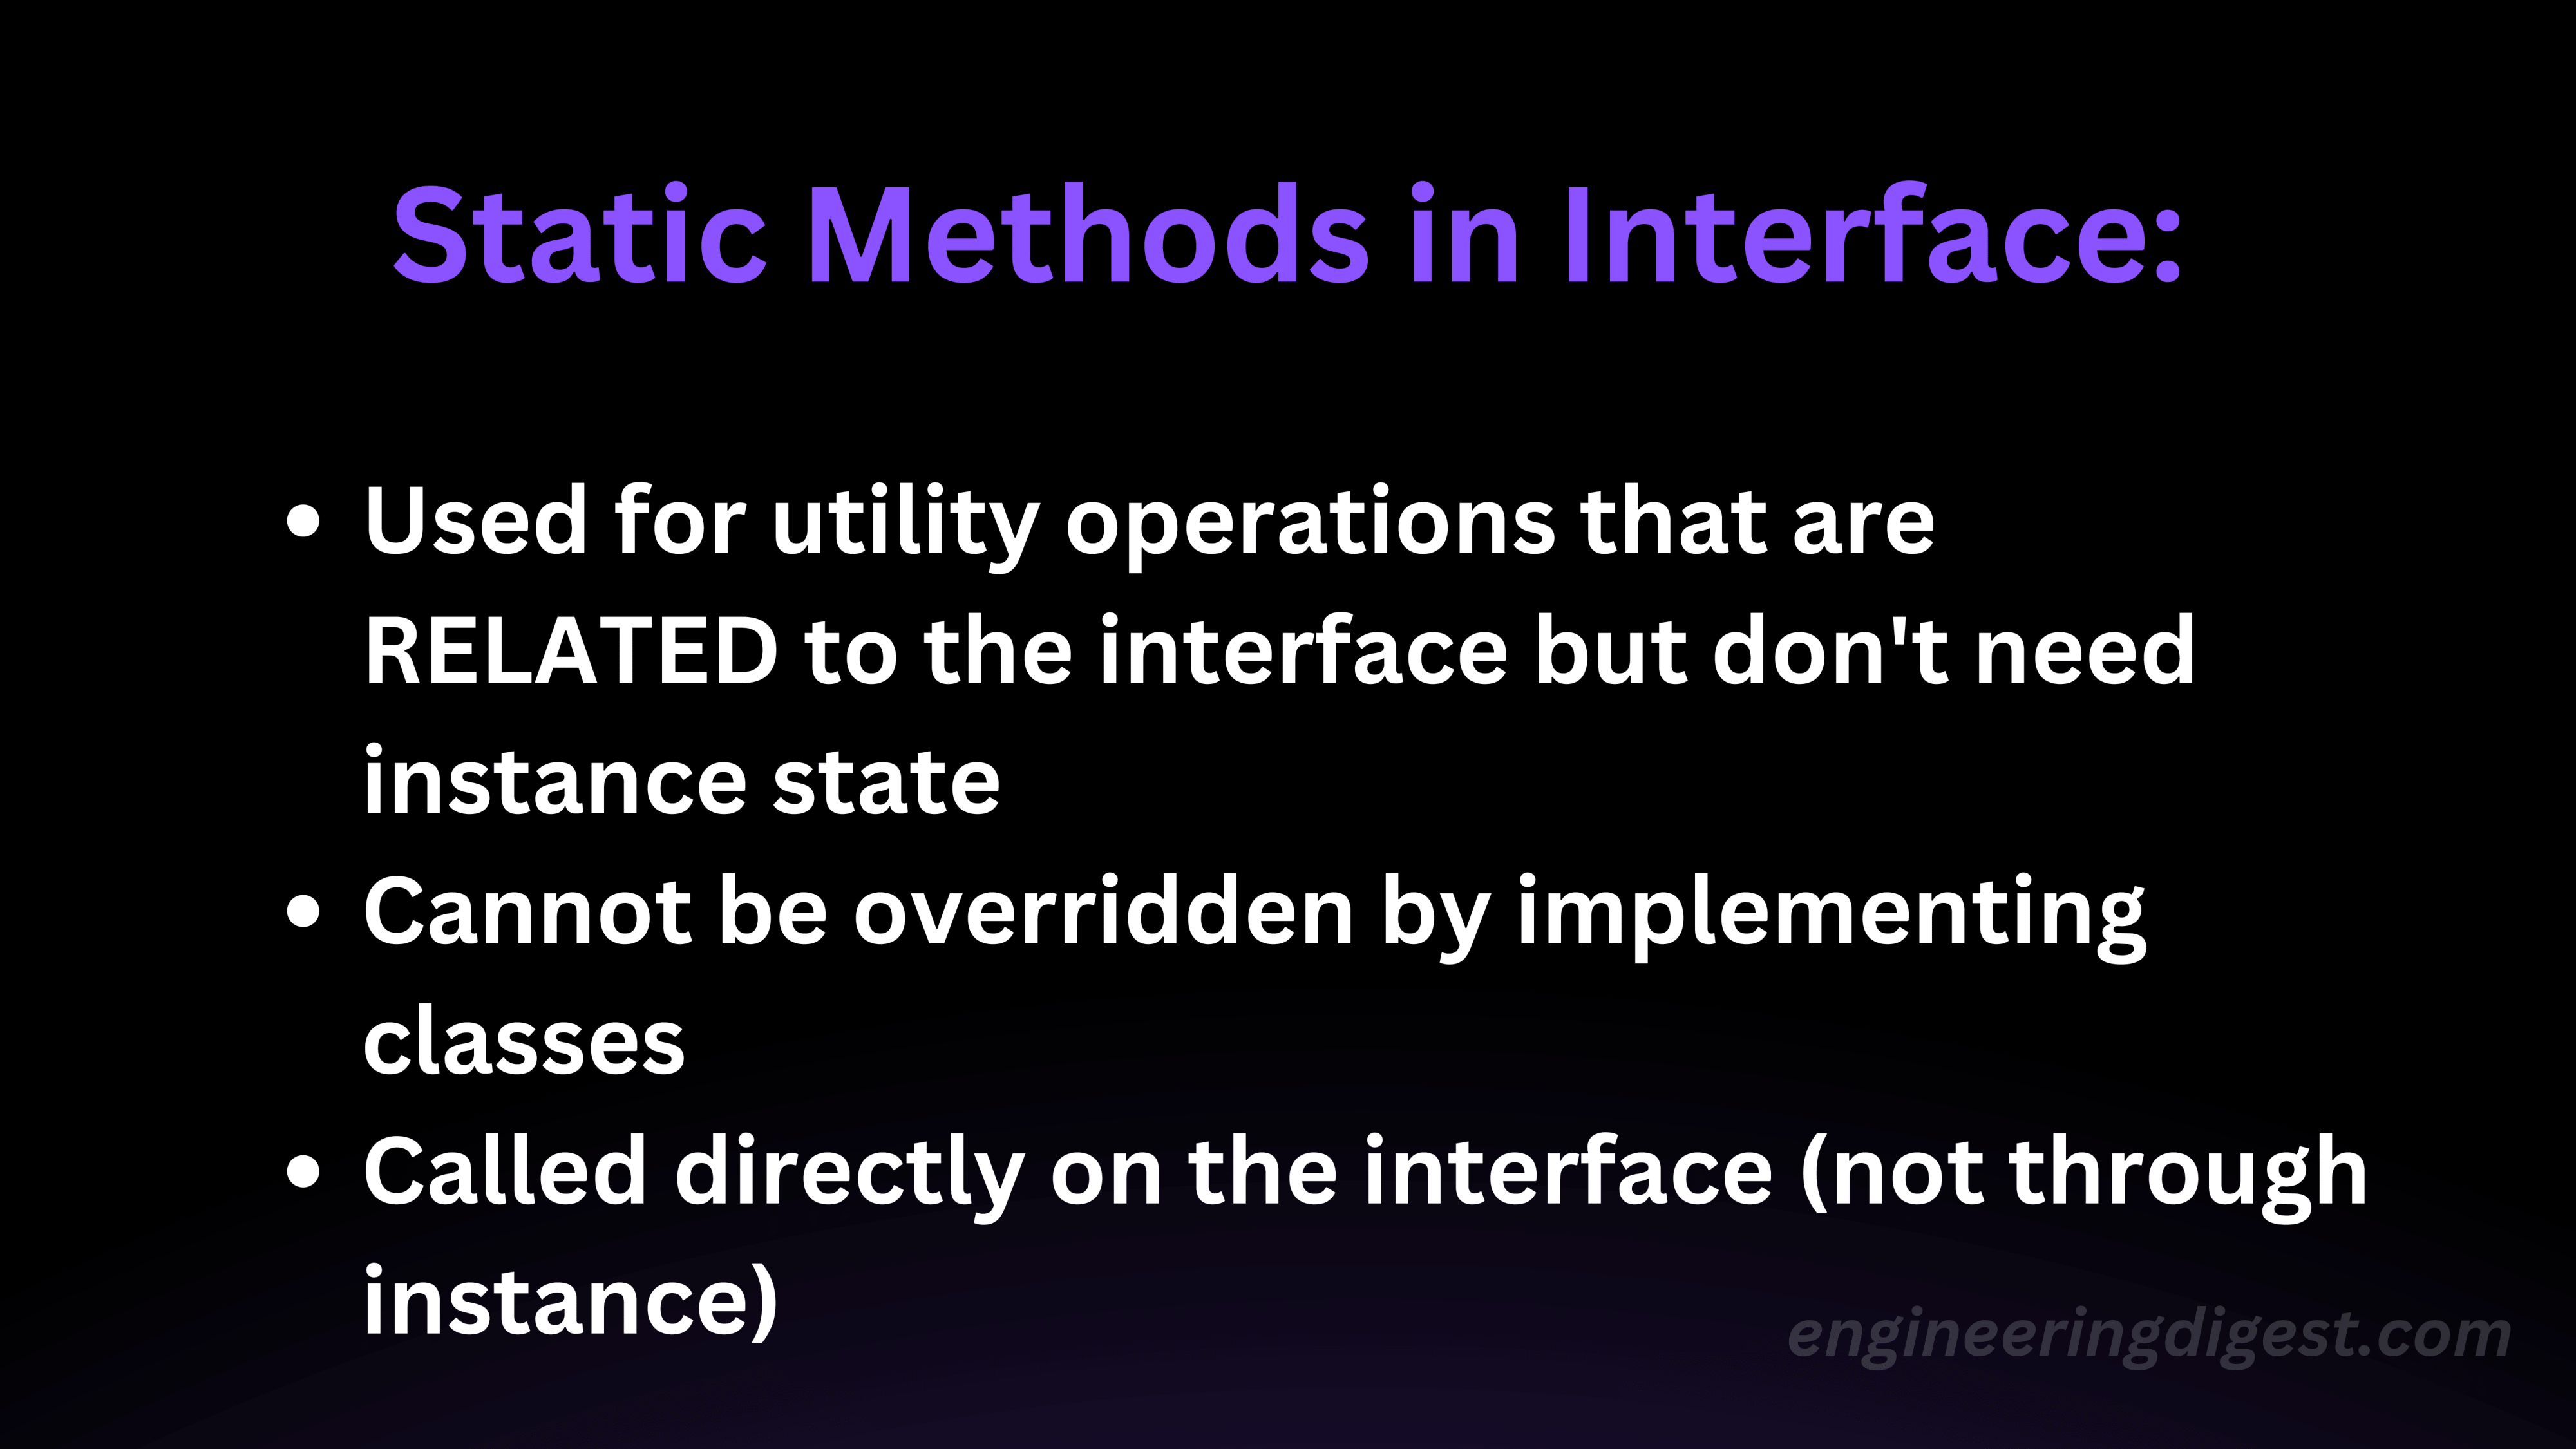 Static Methods in Interface:
• Used for utility operations that are
RELATED to the interface but don't need
instance state
• Cannot be overridden by implementing
classes
• Called directly on the interface (not through
instance)
engineeringdigest.com